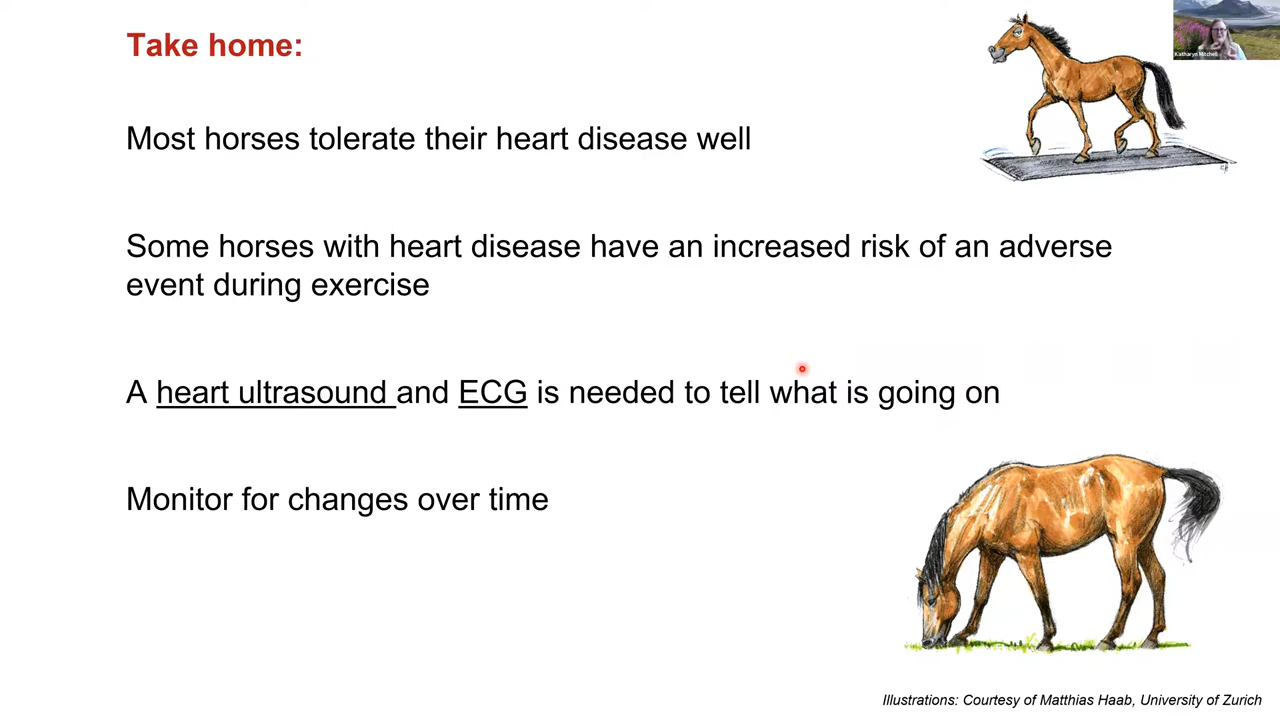 Take home:
Katharyn Mitchell
Most horses tolerate their heart disease well
Some horses with heart disease have an increased risk of an adverse
event during exercise
A heart ultrasound and ECG is needed to tell what is going on
Monitor for changes over time
Illustrations: Courtesy of Matthias Haab, University of Zurich